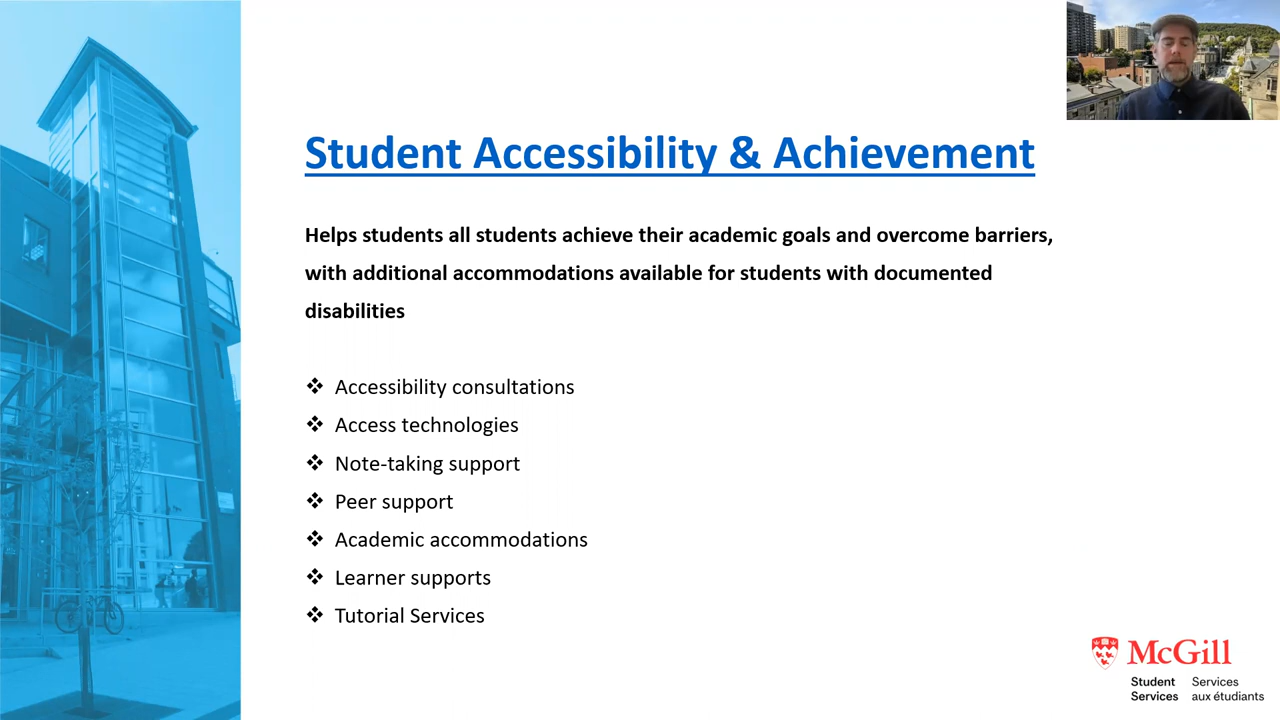 Student Accessibility & Achievement
Helps students all students achieve their academic goals and overcome barriers,
with additional accommodations available for students with documented
disabilities
❖ Accessibility consultations
❖ Access technologies
❖ Note-taking support
❖ Peer support
❖ Academic accommodations
❖ Learner supports
❖ Tutorial Services
McGill
Student Services
Services aux étudiants